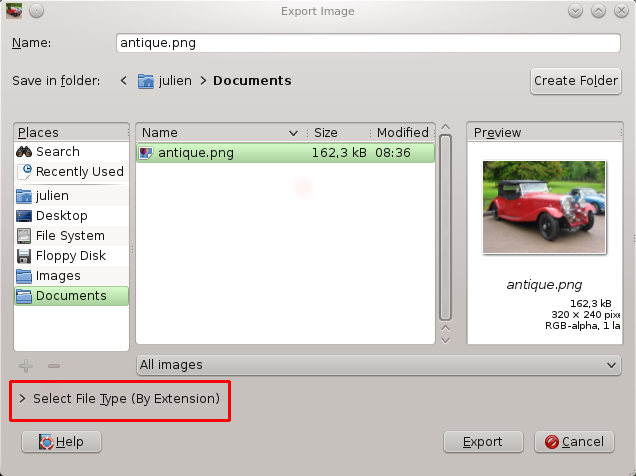 Export Image
Name: antique.png
Save in folder: julien Documents Create Folder
Places Name Size Modified Preview
Search antique.png 162,3 kB 08:36
Recently Used
julien
Desktop
File System
Floppy Disk
Images
Documents
antique.png
162,3 kB
320 × 240
RGB-alpha, 1
All images
Select File Type (By Extension)
Help Export Cancel